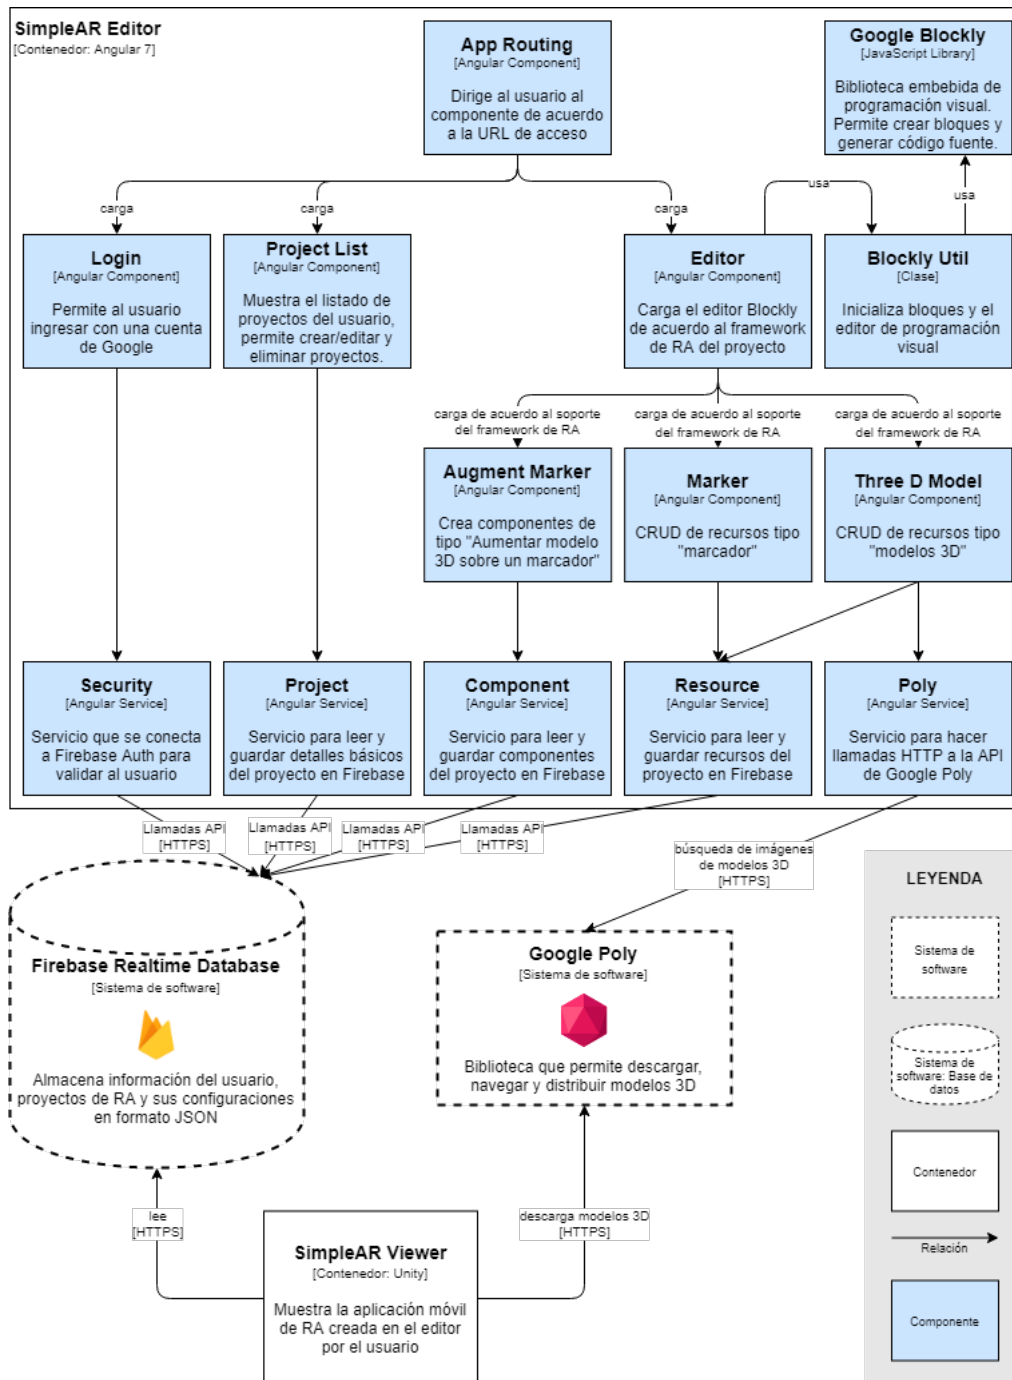 SimpleAR Editor
[Contenedor: Angular 7]
App Routing
[Angular Component]
Dirige al usuario al
componente de acuerdo
a la URL de acceso
Google Blockly
[JavaScript Library]
Biblioteca embebida de
programación visual.
Permite crear bloques y
generar código fuente.
carga
carga
carga
usa
usa
Login
[Angular Component]
Permite al usuario
ingresar con una cuenta
de Google
Project List
[Angular Component]
Muestra el listado de
proyectos del usuario,
permite crear/editar y
eliminar proyectos.
Editor
[Angular Component]
Carga el editor Blockly
de acuerdo al framework
de RA del proyecto
Blockly Util
[Clase]
Inicializa bloques y el
editor de programación
visual
carga de acuerdo al soporte
del framework de RA
carga de acuerdo al soporte
del framework de RA
carga de acuerdo al soporte
del framework de RA
Augment Marker
[Angular Component]
Crea componentes de
tipo "Aumentar modelo
3D sobre un marcador"
Marker
[Angular Component]
CRUD de recursos tipo
"marcador"
Three D Model
[Angular Component]
CRUD de recursos tipo
"modelos 3D"
Security
[Angular Service]
Servicio que se conecta
a Firebase Auth para
validar al usuario
Project
[Angular Service]
Servicio para leer y
guardar detalles básicos
del proyecto en Firebase
Component
[Angular Service]
Servicio para leer y
guardar componentes
del proyecto en Firebase
Resource
[Angular Service]
Servicio para leer y
guardar recursos del
proyecto en Firebase
Poly
[Angular Service]
Servicio para hacer
llamadas HTTP a la API
de Google Poly
Llamadas API
[HTTPS]
Llamadas API
[HTTPS]
Llamadas API
[HTTPS]
Llamadas API
[HTTPS]
búsqueda de imágenes
de modelos 3D
[HTTPS]
Firebase Realtime Database
[Sistema de software]
Almacena información del usuario,
proyectos de RA y sus configuraciones
en formato JSON
Google Poly
[Sistema de software]
Biblioteca que permite descargar,
navegar y distribuir modelos 3D
lee
[HTTPS]
descarga modelos 3D
[HTTPS]
SimpleAR Viewer
[Contenedor: Unity]
Muestra la aplicación móvil
de RA creada en el editor
por el usuario
LEYENDA
Sistema de
software
Sistema de
software: Base de
datos
Contenedor
Relación
Componente